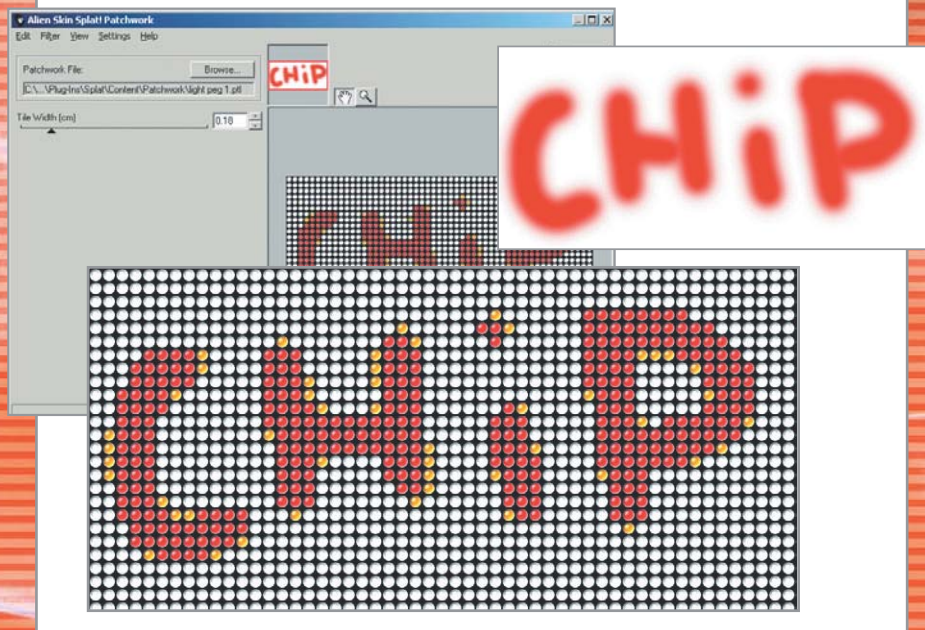 Alien Skin Splat! Patchwork
Edit Filter View Settings Help
Patchwork File:
Browse...
C:\...\Plug-Ins\Splat\Content\Patchwork\light peg 1.ptl
Tile Width (cm)
0.18
CHiP
CHiP
CHiP
CHiP